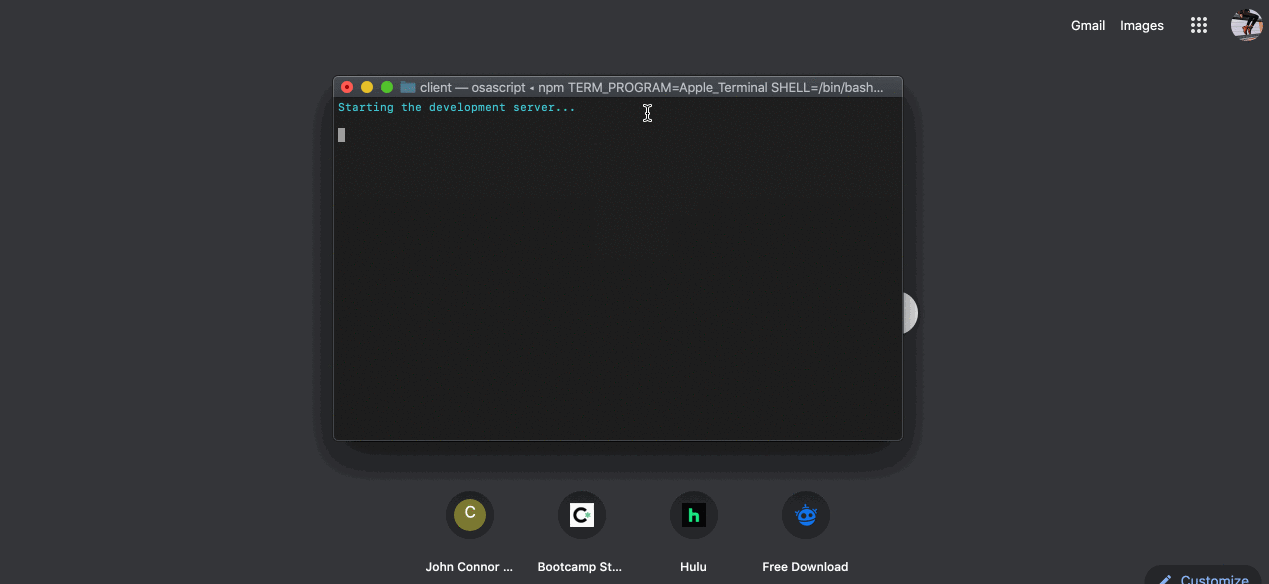 Gmail Images
client — osascript ◂ npm TERM_PROGRAM=Apple_Terminal SHELL=/bin/bash...
Starting the development server...
C
C
h
John Connor ...
Bootcamp St...
Hulu
Free Download
Customize